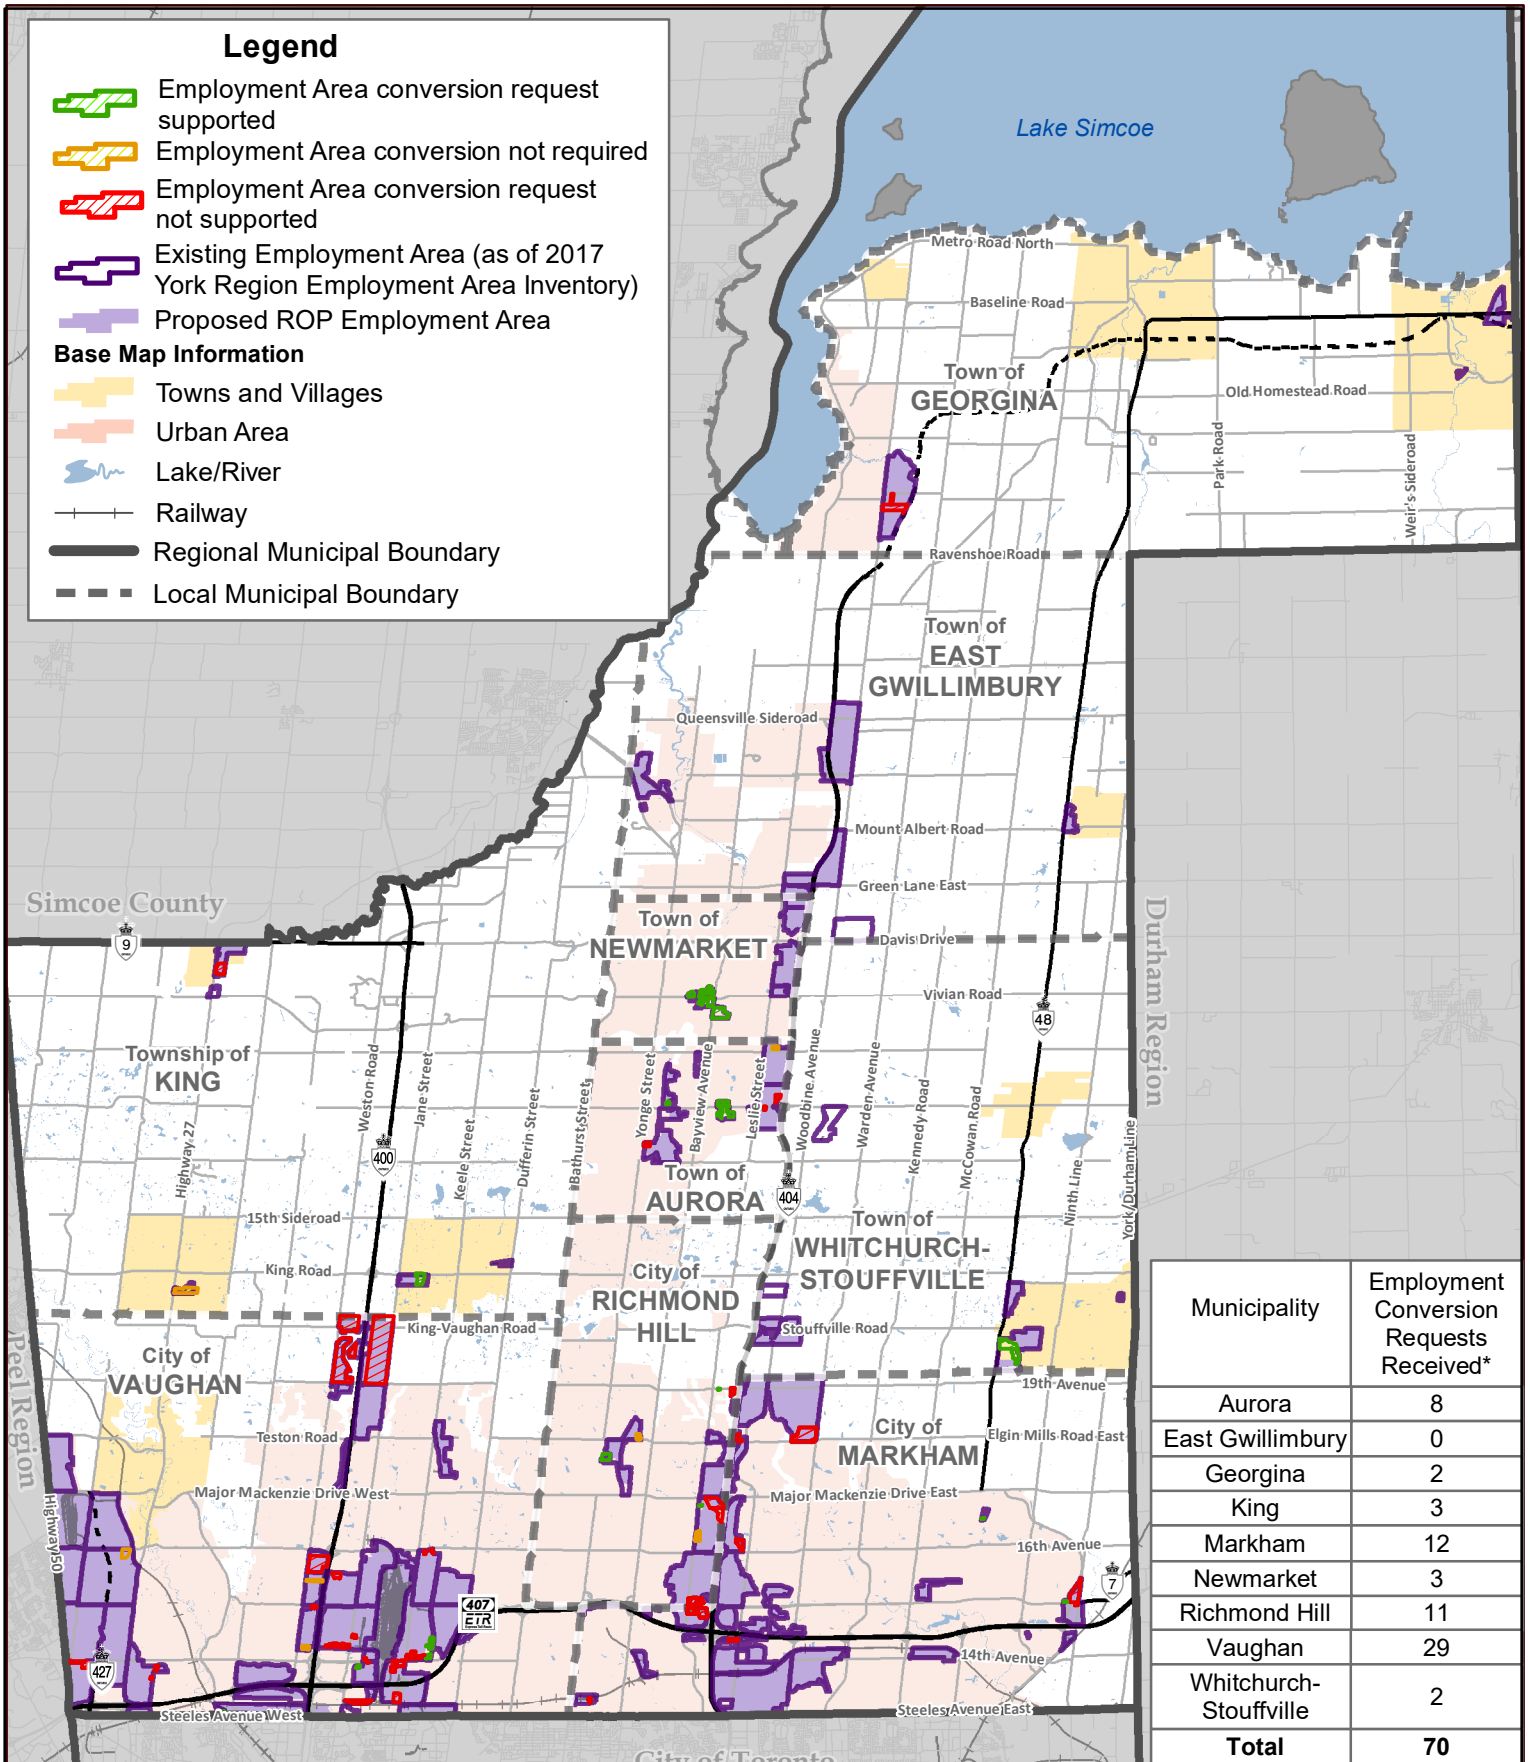 Legend
Employment Area conversion request
supported
Employment Area conversion not required
Employment Area conversion request
not supported
Existing Employment Area (as of 2017
York Region Employment Area Inventory)
Proposed ROP Employment Area
Base Map Information
Towns and Villages
Urban Area
Lake/River
Railway
Regional Municipal Boundary
Local Municipal Boundary
Lake Simcoe
Metro Road North
Baseline Road
Town of
GEORGINA
Old Homestead Road
Park Road
Weir's Sideroad
Ravenshoe Road
Town of
EAST
GWILLIMBURY
Queensville Sideroad
Mount Albert Road
Green Lane East
Simcoe County
9
Town of
NEWMARKET
Davis Drive
Vivian Road
48
Durham Region
Township of
KING
Highway 27
Weston Road
400
Jane Street
Keele Street
Dufferin Street
Bathurst Street
Yonge Street
Bayview Avenue
Leslie Street
Woodbine Avenue
Warden Avenue
Kennedy Road
McCowan Road
Ninth Line
York/Durham Line
Town of
AURORA
404
15th Sideroad
King Road
Town of
WHITCHURCH-
STOUFFVILLE
City of
RICHMOND
HILL
King-Vaughan Road
Stouffville Road
Peel Region
City of
VAUGHAN
19th Avenue
Teston Road
City of
MARKHAM
Elgin Mills Road East
Major Mackenzie Drive West
Major Mackenzie Drive East
Highway 50
16th Avenue
7
407
ETR
427
14th Avenue
Steeles Avenue West
Steeles Avenue East
City of Toronto
Municipality
Employment
Conversion
Requests
Received*
Aurora 8
East Gwillimbury 0
Georgina 2
King 3
Markham 12
Newmarket 3
Richmond Hill 11
Vaughan 29
Whitchurch-
Stouffville 2
Total 70